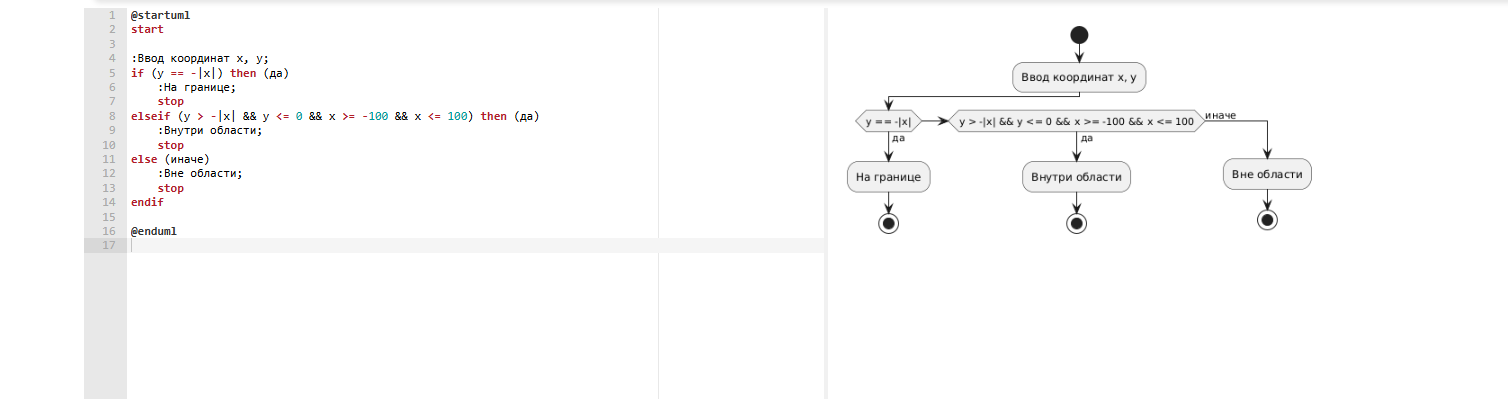 1 @startuml
2 start
3
4 :Ввод координат x, y;
5 if (y == -|x|) then (да)
6 :На границе;
7 stop
8 elseif (y > -|x| && y <= 0 && x >= -100 && x <= 100) then (да)
9 :Внутри области;
10 stop
11 else (иначе)
12 :Вне области;
13 stop
14 endif
15
16 @enduml
17
Ввод координат x, y
y == -|x|
y > -|x| && y <= 0 && x >= -100 && x <= 100
иначе
да
да
На границе
Внутри области
Вне области